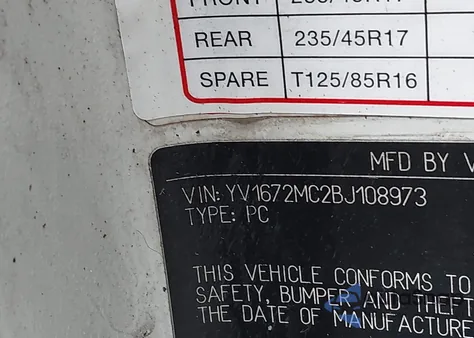 REAR 235/45R17
SPARE T125/85R16
MFD BY V
VIN: YV1672MC2BJ108973
TYPE: PC
THIS VEHICLE CONFORMS TO
SAFETY, BUMPER AND THEFT
THE DATE OF MANUFACTURE